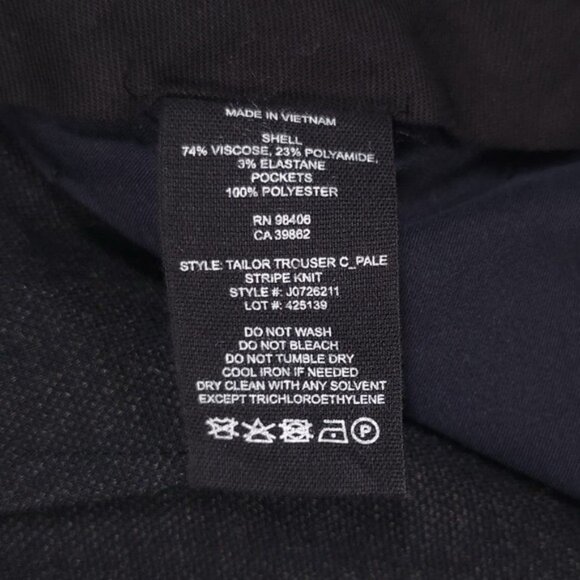 MADE IN VIETNAM
SHELL
74% VISCOSE, 23% POLYAMIDE,
3% ELASTANE
POCKETS
100% POLYESTER
RN 98406
CA 39862
STYLE: TAILOR TROUSER C_PALE
STRIPE KNIT
STYLE #: J0726211
LOT #: 425139
DO NOT WASH
DO NOT BLEACH
DO NOT TUMBLE DRY
COOL IRON IF NEEDED
DRY CLEAN WITH ANY SOLVENT
EXCEPT TRICHLOROETHYLENE
P